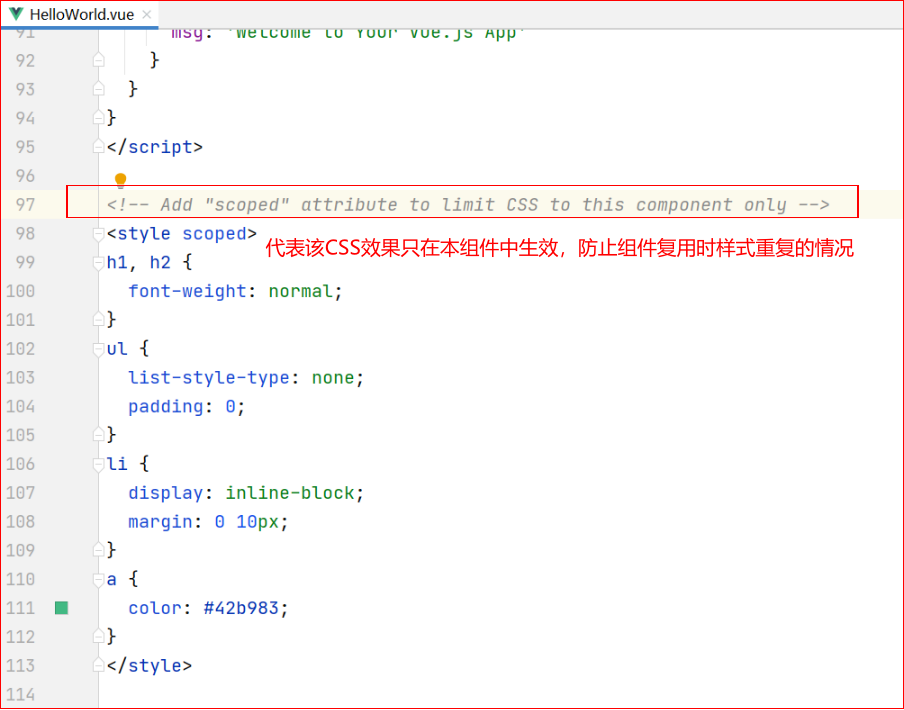 HelloWorld.vue
91 msg: 'Welcome to Your Vue.js App'
92 }
93 }
94 }
95 </script>
96
97 <!-- Add "scoped" attribute to limit CSS to this component only -->
98 <style scoped>
代表该CSS效果只在本组件中生效，防止组件复用时样式重复的情况
99 h1, h2 {
100 font-weight: normal;
101 }
102 ul {
103 list-style-type: none;
104 padding: 0;
105 }
106 li {
107 display: inline-block;
108 margin: 0 10px;
109 }
110 a {
111 color: #42b983;
112 }
113 </style>
114